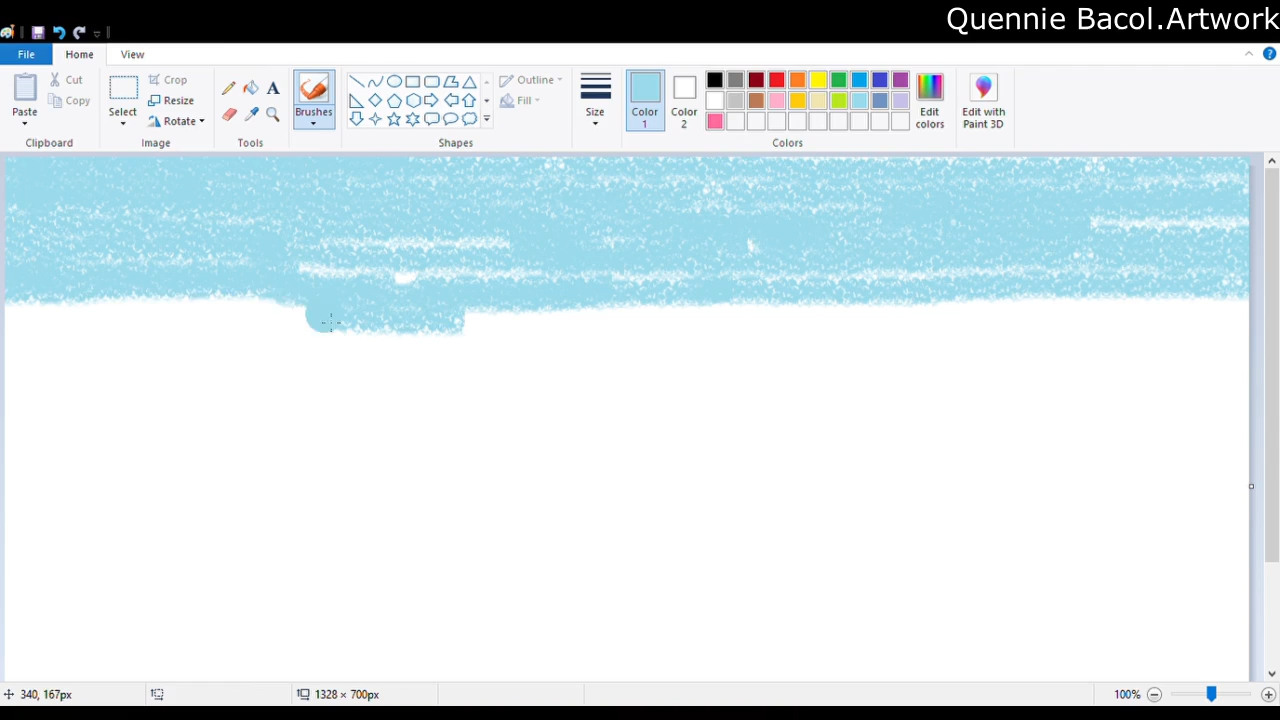 Quennie Bacol.Artwork
File Home View
Paste
Cut
Copy
Clipboard
Select
Crop
Resize
Rotate
Image
A
Tools
Brushes
Outline
Fill
Shapes
Size
Color 1
Color 2
Edit colors
Edit with Paint 3D
Colors
340, 167px
1328 × 700px
100%